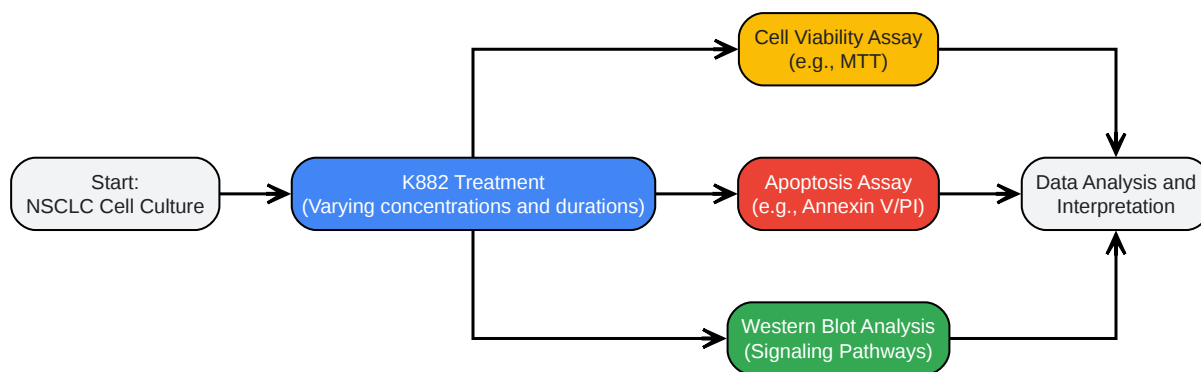 Cell Viability Assay
(e.g., MTT)
Start:
NSCLC Cell Culture
K882 Treatment
(Varying concentrations and durations)
Apoptosis Assay
(e.g., Annexin V/PI)
Data Analysis and
Interpretation
Western Blot Analysis
(Signaling Pathways)